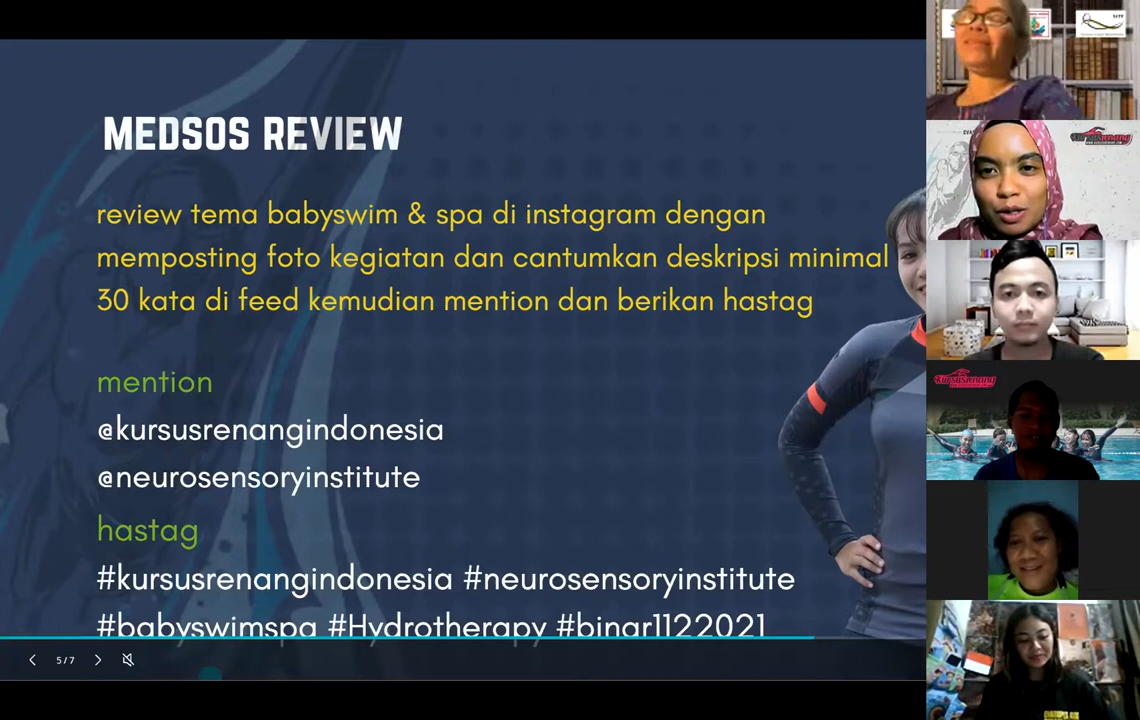 MEDSOS REVIEW
review tema babyswim & spa di instagram dengan
memposting foto kegiatan dan cantumkan deskripsi minimal
30 kata di feed kemudian mention dan berikan hastag
mention
@kursusrenangindonesia
@neurosensoryinstitute
hastag
#kursusrenangindonesia #neurosensoryinstitute
#babyswimspa #Hydrotherapy #binar1122021
5/7
Kursusrenang